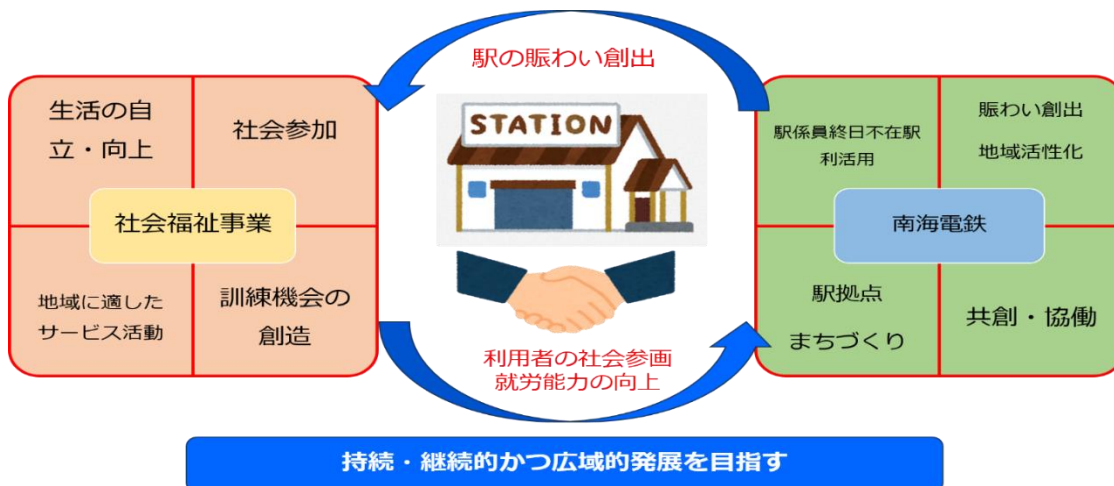 駅の賑わい創出
生活の自
立・向上
社会参加
社会福祉事業
地域に適した
サービス活動
訓練機会の
創造
STATION
利用者の社会参画
就労能力の向上
駅係員終日不在駅
利活用
賑わい創出
地域活性化
南海電鉄
駅拠点
まちづくり
共創・協働
持続・継続的かつ広域的発展を目指す